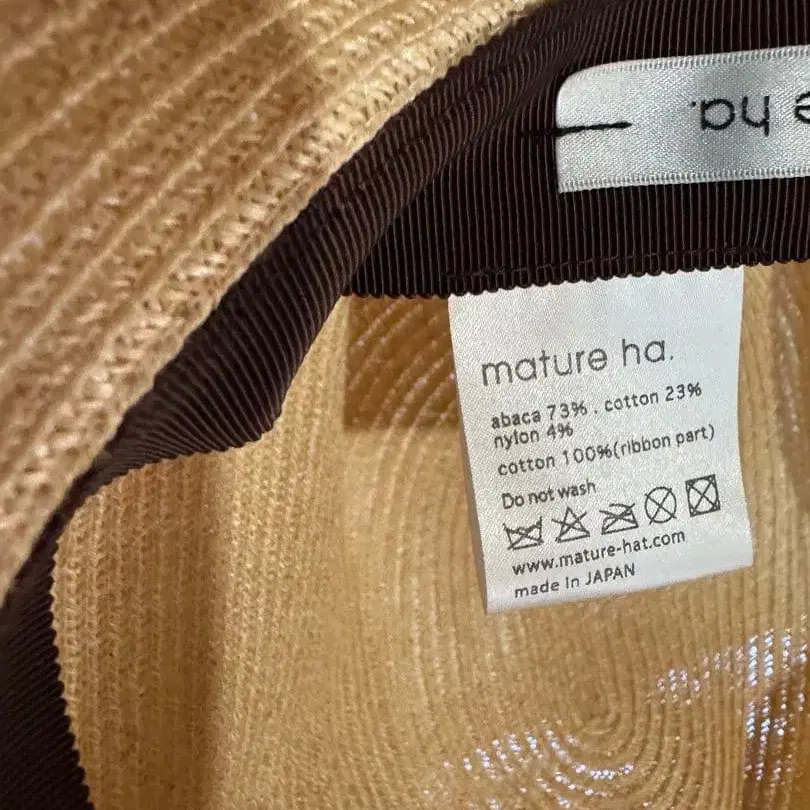 ha.
mature ha.
abaca 73% . cotton 23%
nylon 4%
cotton 100%(ribbon part)
Do not wash
www.mature-hat.com
made in JAPAN